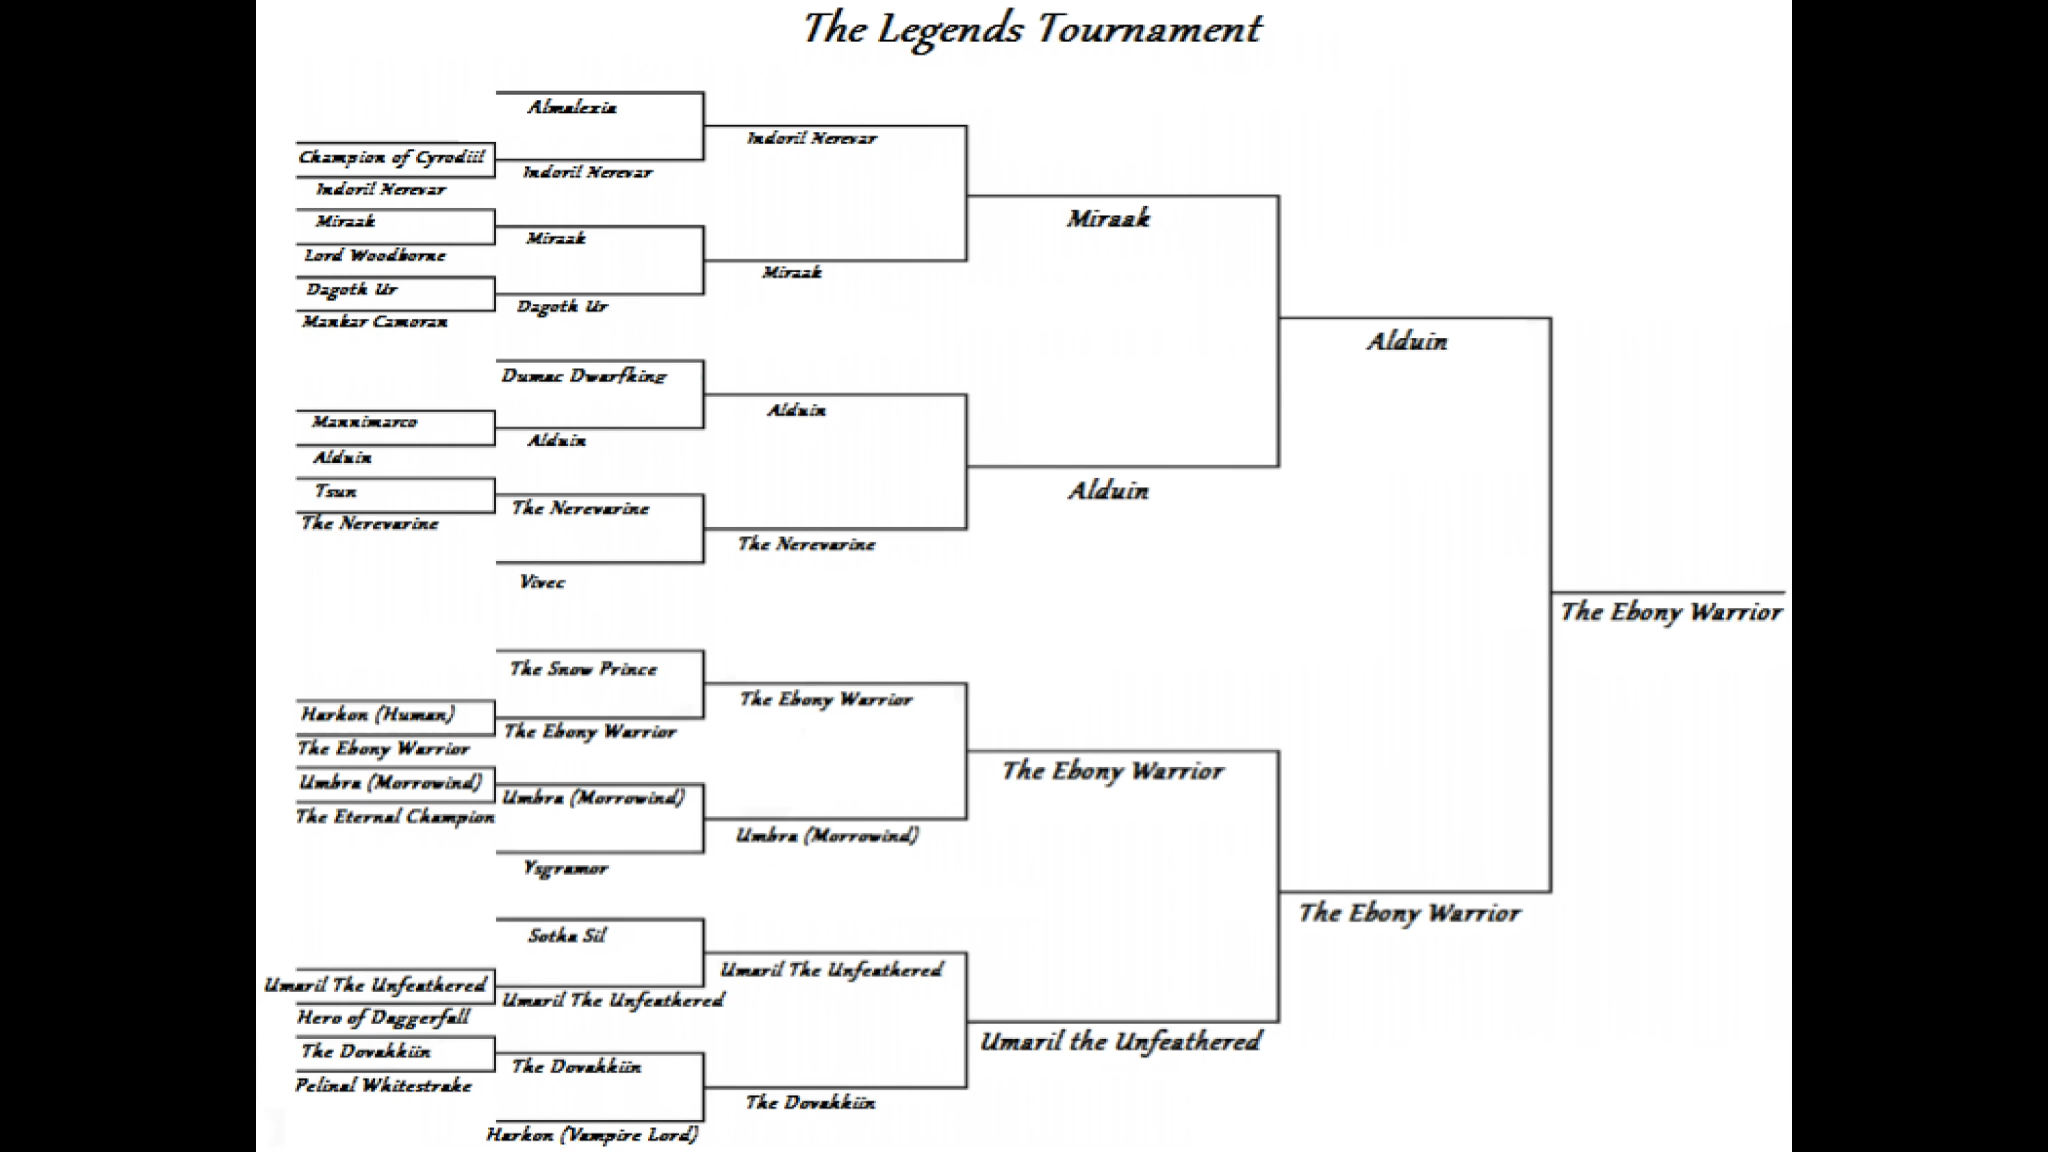 The Legends Tournament
Almalexia
Champion of Cyrodiil
Indoril Nerevar
Indoril Nerevar
Indoril Nerevar
Miraak
Lord Woodborne
Miraak
Dagoth Ur
Mankar Camoran
Dagoth Ur
Miraak
Miraak
Dumac Dwarfking
Mannimarco
Alduin
Alduin
Alduin
Tsun
The Nerevarine
The Nerevarine
Vivec
The Nerevarine
Alduin
Alduin
The Snow Prince
Harkon (Human)
The Ebony Warrior
The Ebony Warrior
The Ebony Warrior
Umbra (Morrowind)
The Eternal Champion
Umbra (Morrowind)
Ysgramor
Umbra (Morrowind)
The Ebony Warrior
Sotha Sil
Umaril The Unfeathered
Hero of Daggerfall
Umaril The Unfeathered
Umaril The Unfeathered
The Dovahkiin
Pelinal Whitestrake
The Dovahkiin
Harkon (Vampire Lord)
The Dovahkiin
Umaril the Unfeathered
The Ebony Warrior
The Ebony Warrior